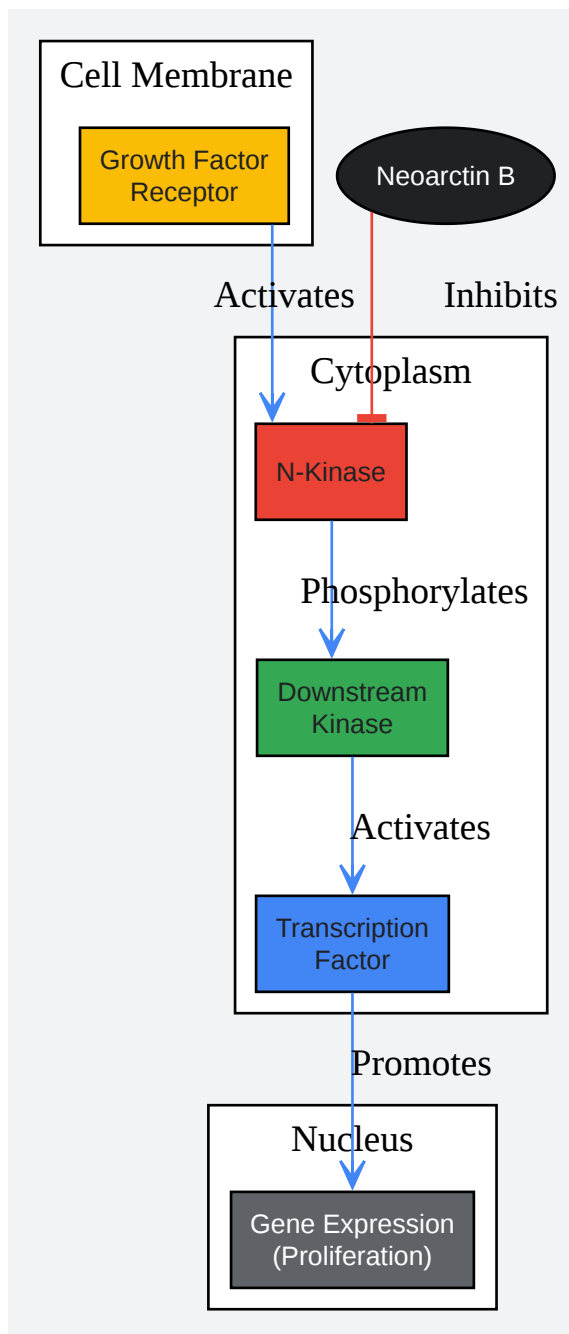 Cell Membrane
Growth Factor
Receptor
Neoarctin B
Activates
Inhibits
Cytoplasm
N-Kinase
Phosphorylates
Downstream
Kinase
Activates
Transcription
Factor
Promotes
Nucleus
Gene Expression
(Proliferation)